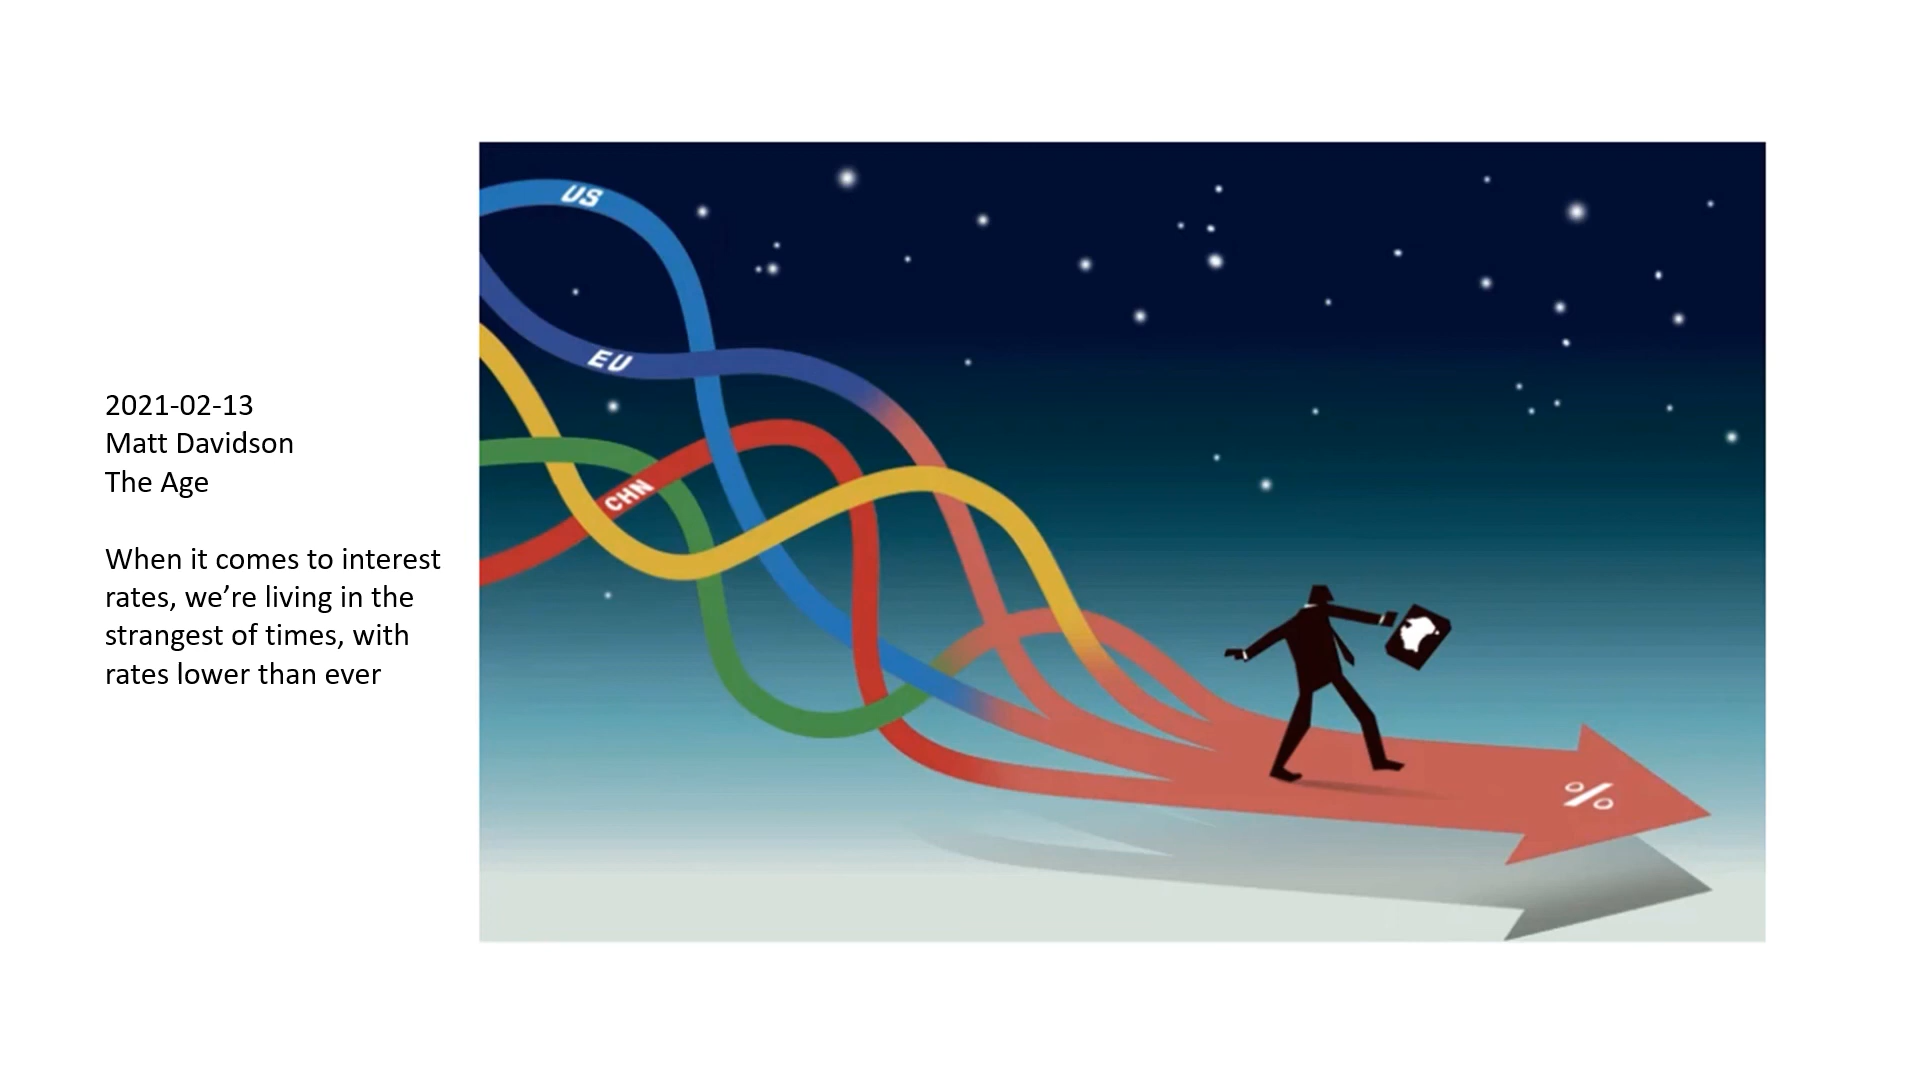 2021-02-13
Matt Davidson
The Age
When it comes to interest
rates, we’re living in the
strangest of times, with
rates lower than ever
US
EU
CHN
%